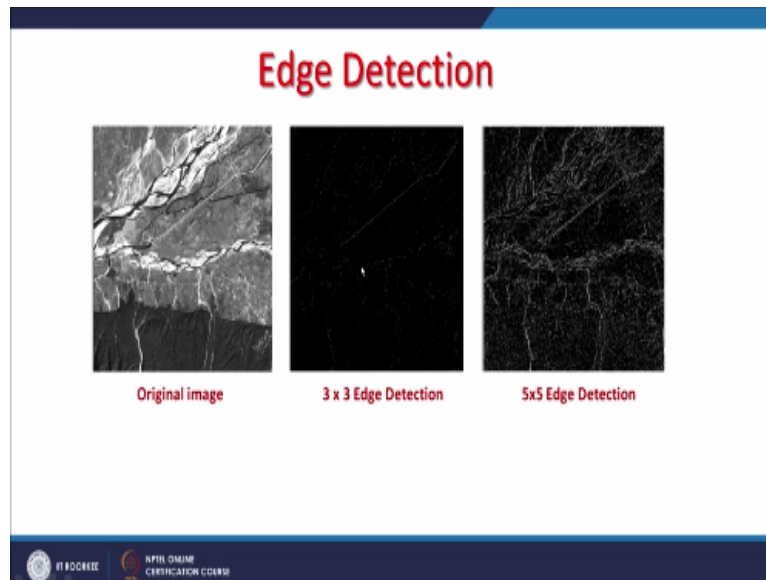 Edge Detection
Original image
3 x 3 Edge Detection
5x5 Edge Detection
IIT ROORKEE
NPTEL ONLINE
CERTIFICATION COURSE